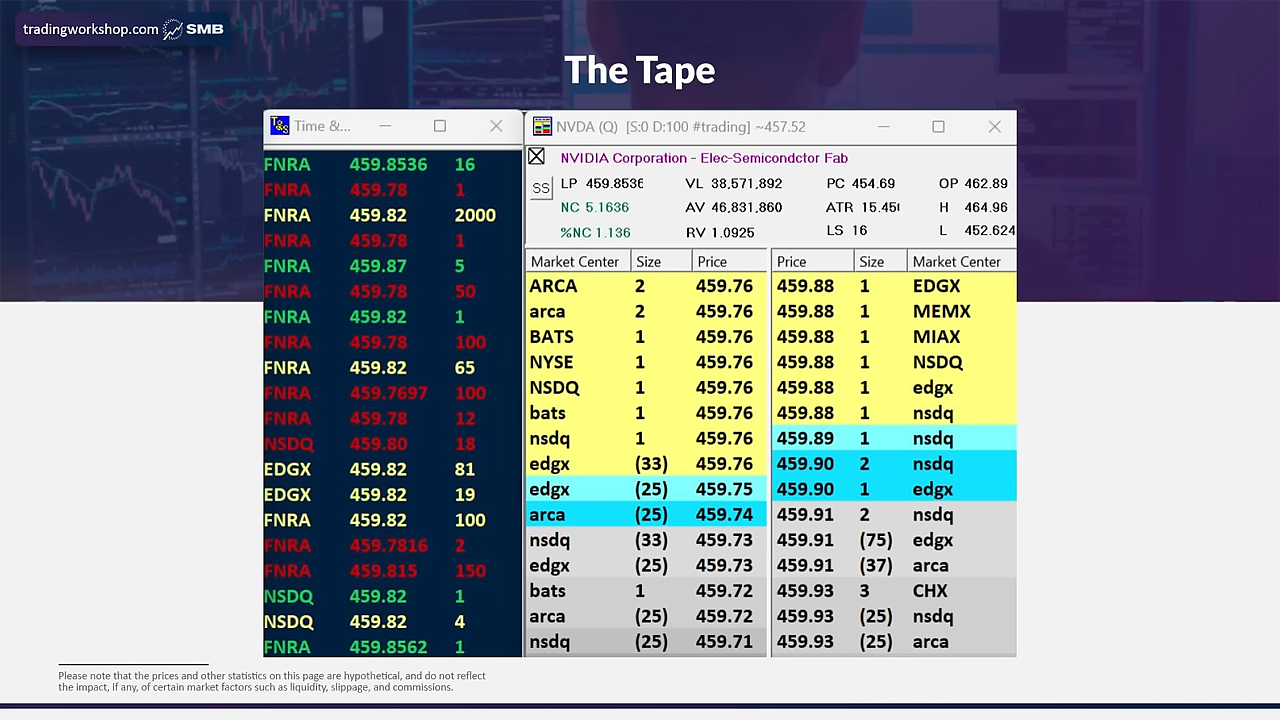 tradingworkshop.com SMB
The Tape
Time &...
FNRA 459.8536 16
FNRA 459.78 1
FNRA 459.82 2000
FNRA 459.78 1
FNRA 459.87 5
FNRA 459.78 50
FNRA 459.82 1
FNRA 459.78 100
FNRA 459.82 65
FNRA 459.7697 100
FNRA 459.78 12
NSDQ 459.80 18
EDGX 459.82 81
EDGX 459.82 19
FNRA 459.82 100
FNRA 459.7816 2
FNRA 459.815 150
NSDQ 459.82 1
NSDQ 459.82 4
FNRA 459.8562 1
NVDA (Q) [S:0 D:100 #trading] ~457.52
NVIDIA Corporation - Elec-Semicondctor Fab
SS
LP 459.8536 VL 38,571,892 PC 454.69 OP 462.89
NC 5.1636 AV 46,831,860 ATR 15.45( H 464.96
%NC 1.136 RV 1.0925 LS 16 L 452.624
Market Center Size Price Price Size Market Center
ARCA 2 459.76 459.88 1 EDGX
arca 2 459.76 459.88 1 MEMX
BATS 1 459.76 459.88 1 MIAX
NYSE 1 459.76 459.88 1 NSDQ
NSDQ 1 459.76 459.88 1 edgx
bats 1 459.76 459.88 1 nsdq
nsdq 1 459.76 459.89 1 nsdq
edgx (33) 459.76 459.90 2 nsdq
edgx (25) 459.75 459.90 1 edgx
arca (25) 459.74 459.91 2 nsdq
nsdq (33) 459.73 459.91 (75) edgx
edgx (25) 459.73 459.91 (37) arca
bats 1 459.72 459.93 3 CHX
arca (25) 459.72 459.93 (25) nsdq
nsdq (25) 459.71 459.93 (25) arca
Please note that the prices and other statistics on this page are hypothetical, and do not reflect
the impact, if any, of certain market factors such as liquidity, slippage, and commissions.